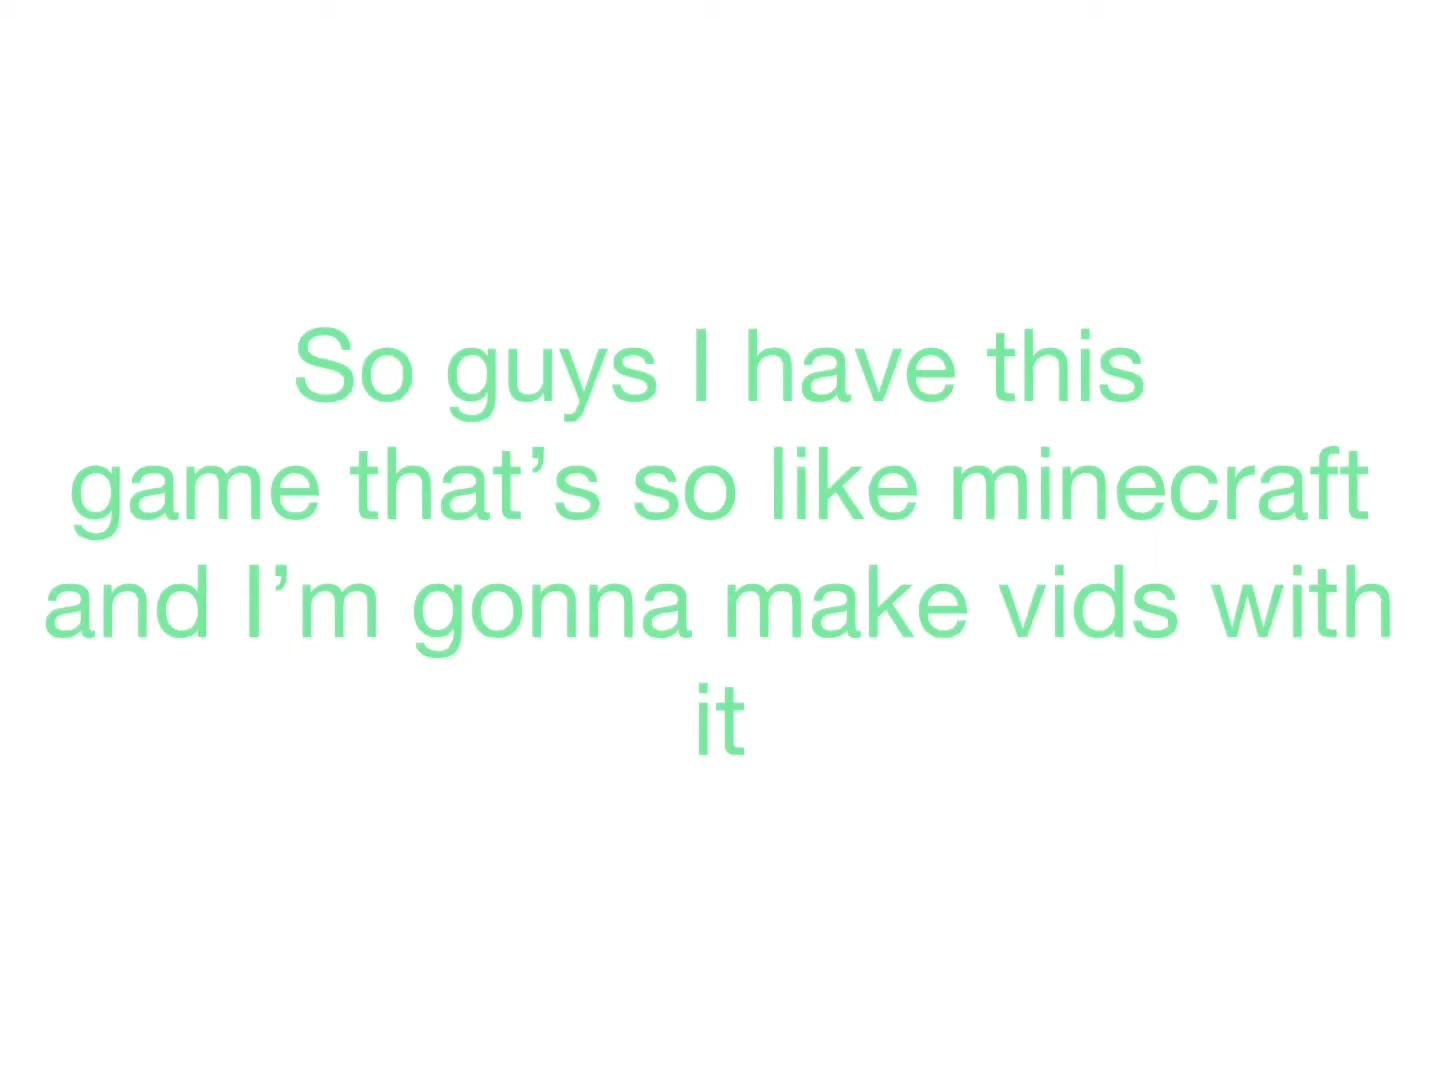 So guys I have this
game that’s so like minecraft
and I’m gonna make vids with
it